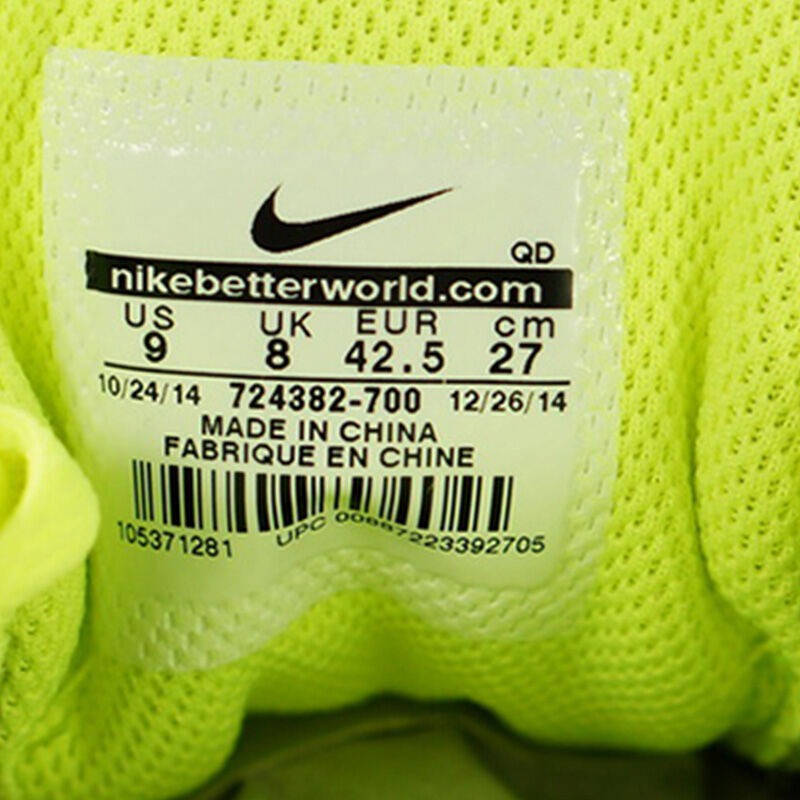 QD
nikebetterworld.com
US UK EUR cm
9 8 42.5 27
10/24/14 724382-700 12/26/14
MADE IN CHINA
FABRIQUE EN CHINE
105371281 UPC 00887223392705